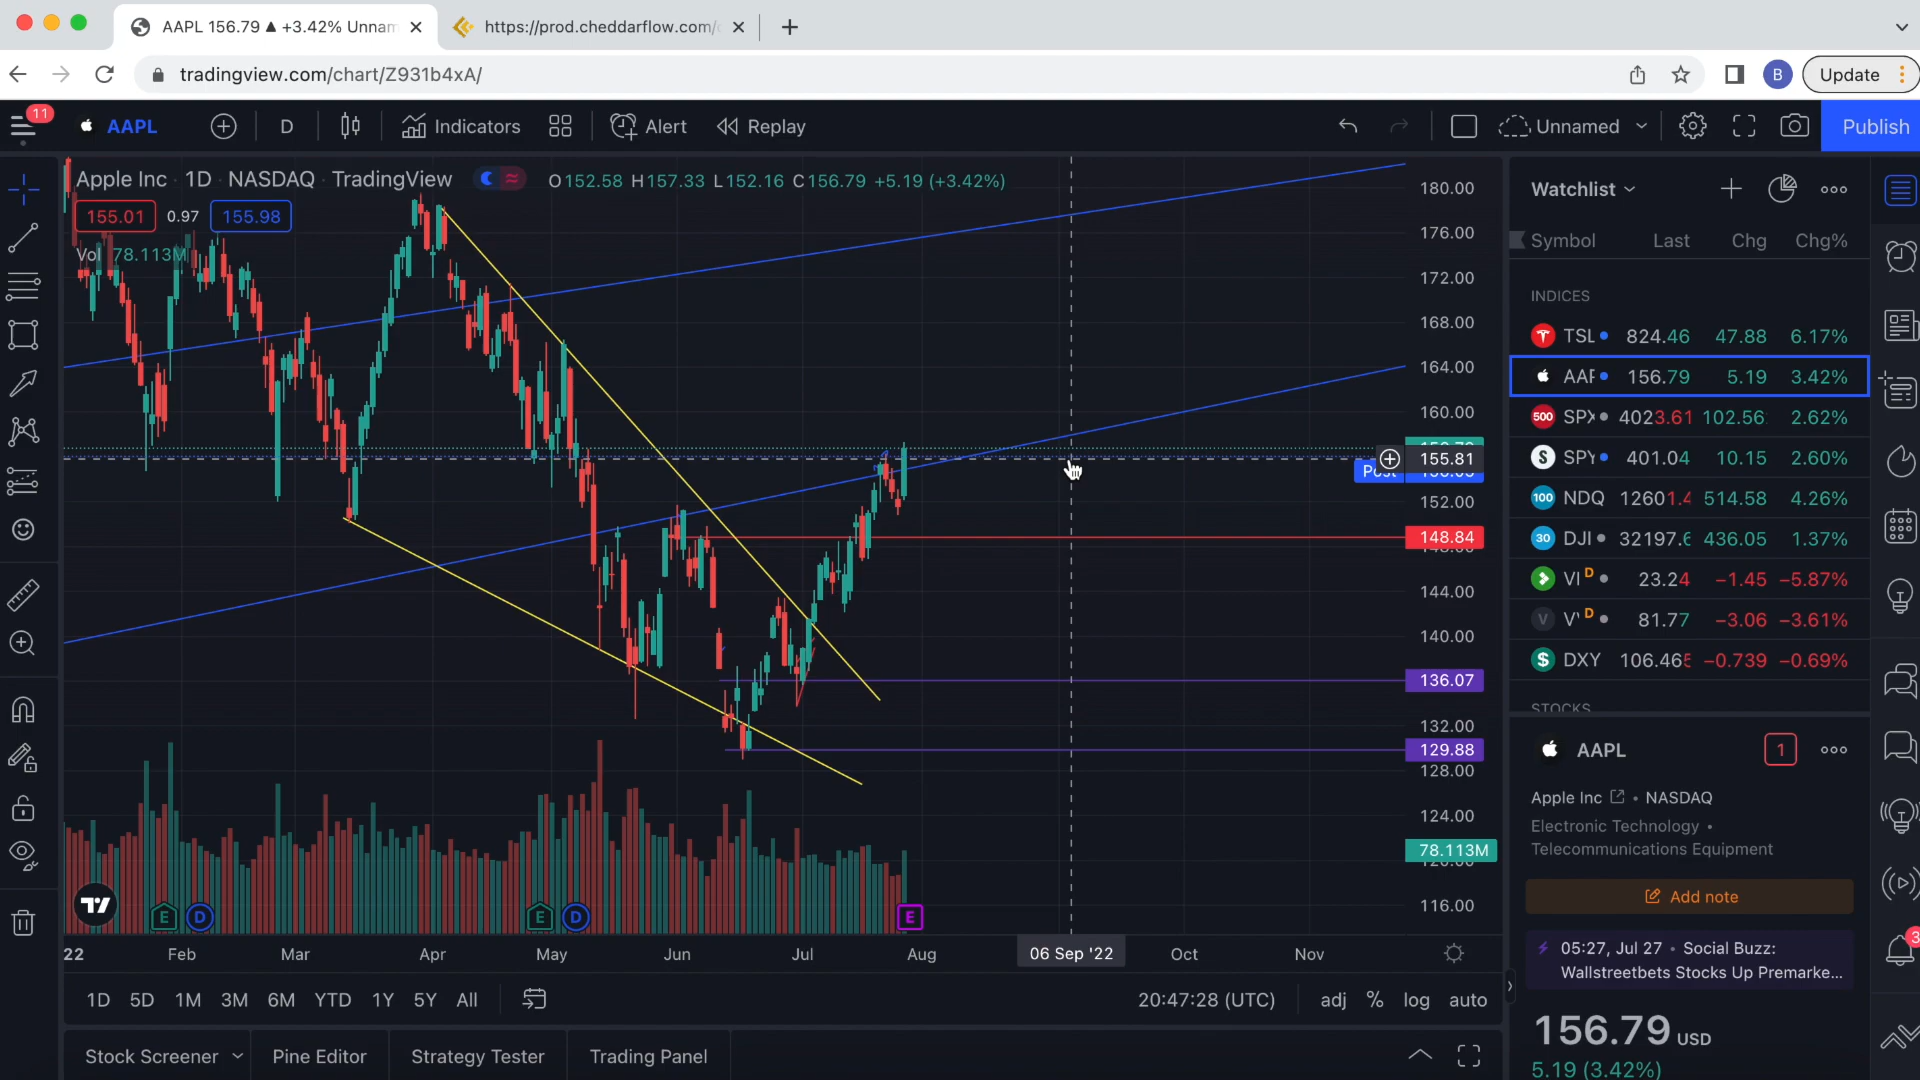 AAPL 156.79 ▲ +3.42% Unnam
https://prod.cheddarflow.com/
tradingview.com/chart/Z931b4xA/
B
Update
11
AAPL
D
Indicators
Alert
Replay
Unnamed
Publish
Apple Inc · 1D · NASDAQ · TradingView
O152.58 H157.33 L152.16 C156.79 +5.19 (+3.42%)
155.01
0.97
155.98
Vol 78.113M
180.00
176.00
172.00
168.00
164.00
160.00
155.81
152.00
148.84
144.00
140.00
136.07
132.00
129.88
128.00
124.00
78.113M
116.00
E
D
E
D
E
22
Feb
Mar
Apr
May
Jun
Jul
Aug
06 Sep '22
Oct
Nov
1D
5D
1M
3M
6M
YTD
1Y
5Y
All
20:47:28 (UTC)
adj
%
log
auto
Stock Screener
Pine Editor
Strategy Tester
Trading Panel
Watchlist
Symbol Last Chg Chg%
INDICES
TSL 824.46 47.88 6.17%
AAF 156.79 5.19 3.42%
500 SPX 4023.61 102.56 2.62%
SPY 401.04 10.15 2.60%
100 NDQ 12601.4 514.58 4.26%
30 DJI 32197.6 436.05 1.37%
VI D 23.24 −1.45 −5.87%
V D 81.77 −3.06 −3.61%
DXY 106.465 −0.739 −0.69%
STOCKS
AAPL
1
Apple Inc • NASDAQ
Electronic Technology •
Telecommunications Equipment
Add note
05:27, Jul 27 • Social Buzz:
Wallstreetbets Stocks Up Premarke...
156.79 USD
5.19 (3.42%)
3